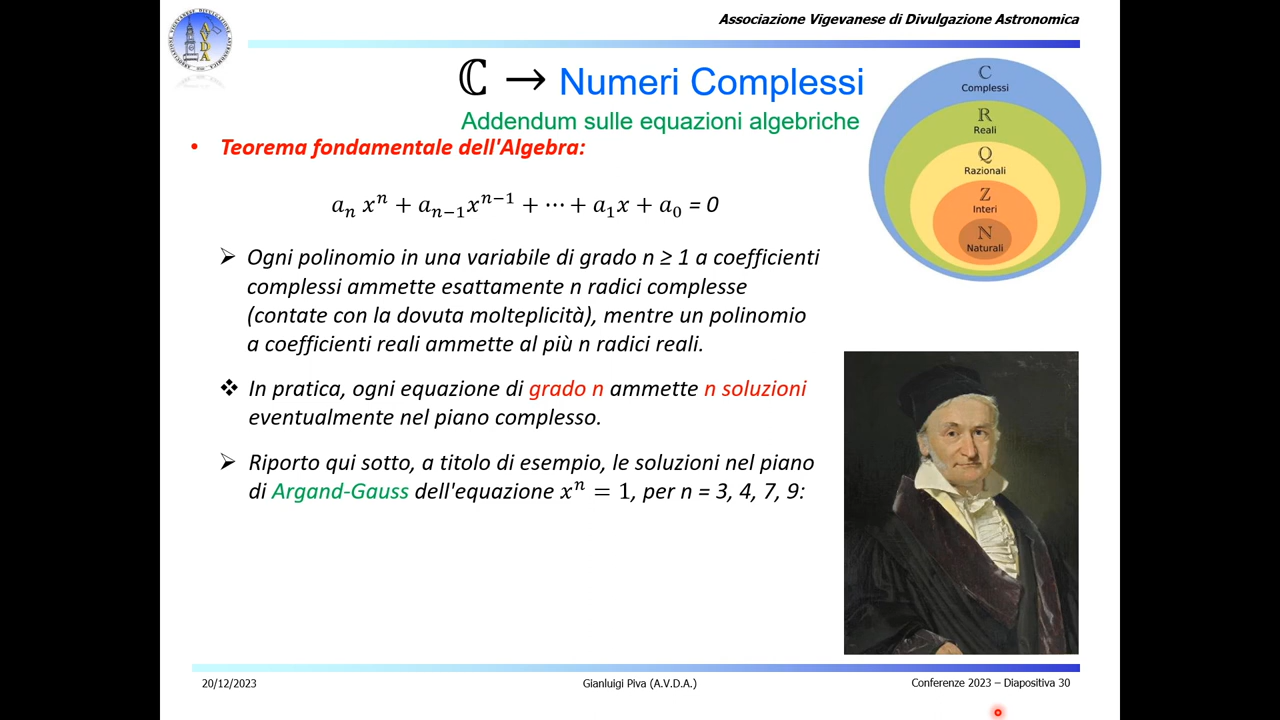 Associazione Vigevanese di Divulgazione Astronomica
AVDA
ℂ → Numeri Complessi
Addendum sulle equazioni algebriche
• Teorema fondamentale dell'Algebra:
aₙ xⁿ + aₙ₋₁xⁿ⁻¹ + ⋯ + a₁x + a₀ = 0
➢ Ogni polinomio in una variabile di grado n ≥ 1 a coefficienti
complessi ammette esattamente n radici complesse
(contate con la dovuta molteplicità), mentre un polinomio
a coefficienti reali ammette al più n radici reali.
❖ In pratica, ogni equazione di grado n ammette n soluzioni
eventualmente nel piano complesso.
➢ Riporto qui sotto, a titolo di esempio, le soluzioni nel piano
di Argand-Gauss dell'equazione xⁿ = 1, per n = 3, 4, 7, 9:
C
Complessi
R
Reali
Q
Razionali
Z
Interi
N
Naturali
20/12/2023
Gianluigi Piva (A.V.D.A.)
Conferenze 2023 – Diapositiva 30